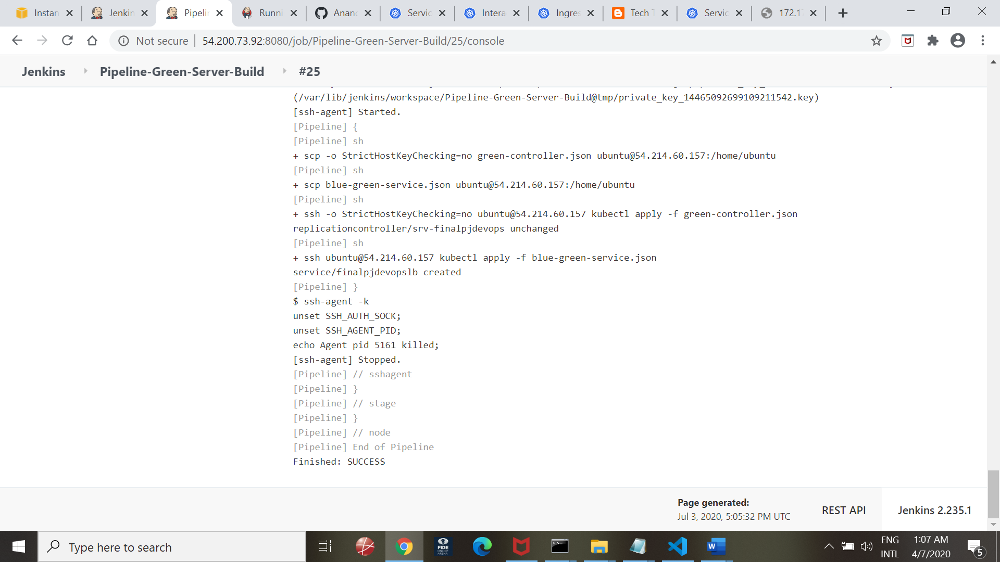 Instan
Jenkin
Pipelin
Runni
Anand
Servic
Intera
Ingres
Tech T
Servic
172.17
Not secure
54.200.73.92:8080/job/Pipeline-Green-Server-Build/25/console
Jenkins
Pipeline-Green-Server-Build
#25
(/var/lib/jenkins/workspace/Pipeline-Green-Server-Build@tmp/private_key_14465092699109211542.key)
[ssh-agent] Started.
[Pipeline] {
[Pipeline] sh
+ scp -o StrictHostKeyChecking=no green-controller.json ubuntu@54.214.60.157:/home/ubuntu
[Pipeline] sh
+ scp blue-green-service.json ubuntu@54.214.60.157:/home/ubuntu
[Pipeline] sh
+ ssh -o StrictHostKeyChecking=no ubuntu@54.214.60.157 kubectl apply -f green-controller.json
replicationcontroller/srv-finalpjdevops unchanged
[Pipeline] sh
+ ssh ubuntu@54.214.60.157 kubectl apply -f blue-green-service.json
service/finalpjdevopslb created
[Pipeline] }
$ ssh-agent -k
unset SSH_AUTH_SOCK;
unset SSH_AGENT_PID;
echo Agent pid 5161 killed;
[ssh-agent] Stopped.
[Pipeline] // sshagent
[Pipeline] }
[Pipeline] // stage
[Pipeline] }
[Pipeline] // node
[Pipeline] End of Pipeline
Finished: SUCCESS
Page generated:
Jul 3, 2020, 5:05:32 PM UTC
REST API
Jenkins 2.235.1
Type here to search
FIDE
ONLINE
ARENA
ENG
INTL
1:07 AM
4/7/2020
5